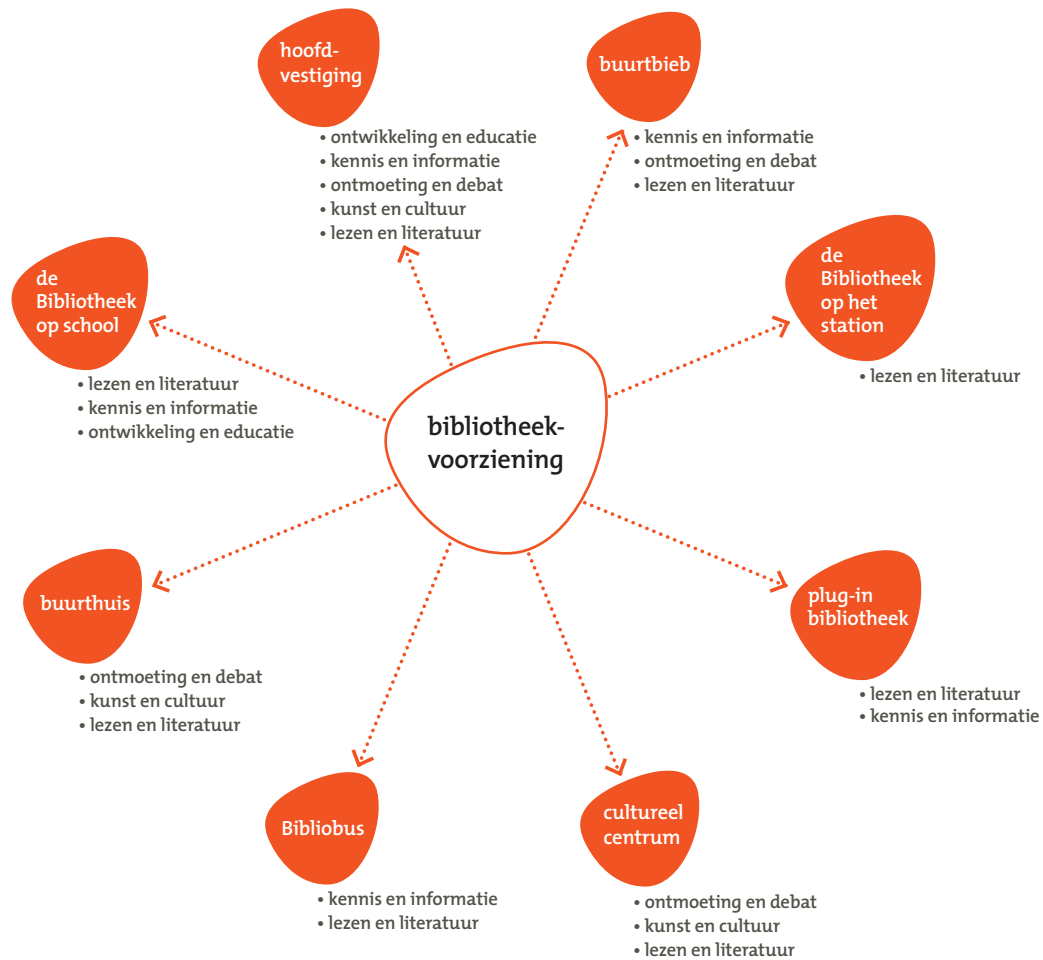 hoofd-
vestiging
• ontwikkeling en educatie
• kennis en informatie
• ontmoeting en debat
• kunst en cultuur
• lezen en literatuur
buurtbieb
• kennis en informatie
• ontmoeting en debat
• lezen en literatuur
de
Bibliotheek
op school
• lezen en literatuur
• kennis en informatie
• ontwikkeling en educatie
de
Bibliotheek
op het
station
• lezen en literatuur
bibliotheek-
voorziening
buurthuis
• ontmoeting en debat
• kunst en cultuur
• lezen en literatuur
plug-in
bibliotheek
• lezen en literatuur
• kennis en informatie
Bibliobus
• kennis en informatie
• lezen en literatuur
cultureel
centrum
• ontmoeting en debat
• kunst en cultuur
• lezen en literatuur